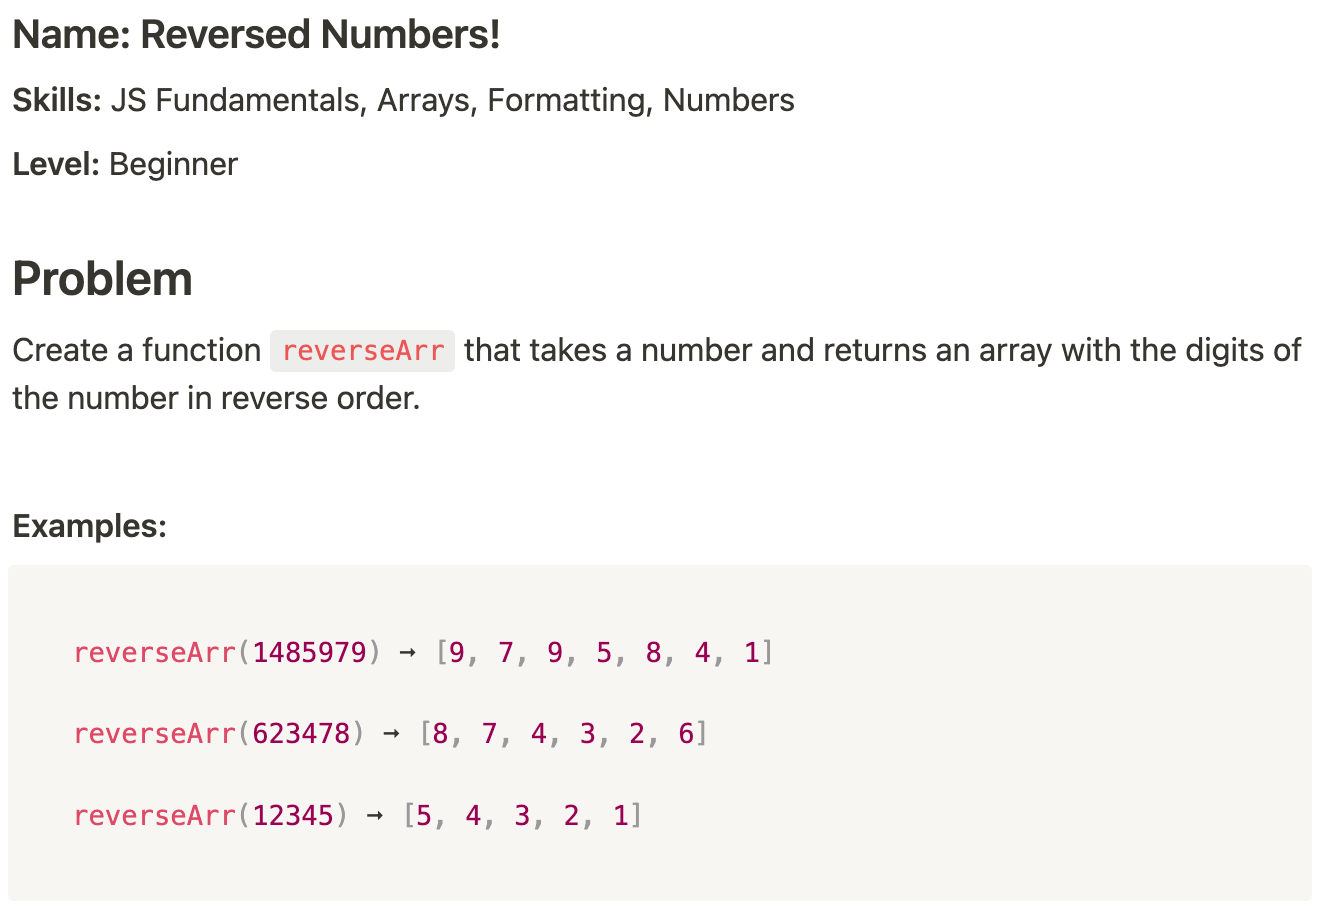 Name: Reversed Numbers!
Skills: JS Fundamentals, Arrays, Formatting, Numbers
Level: Beginner
Problem
Create a function reverseArr that takes a number and returns an array with the digits of
the number in reverse order.
Examples:
reverseArr(1485979) → [9, 7, 9, 5, 8, 4, 1]
reverseArr(623478) → [8, 7, 4, 3, 2, 6]
reverseArr(12345) → [5, 4, 3, 2, 1]